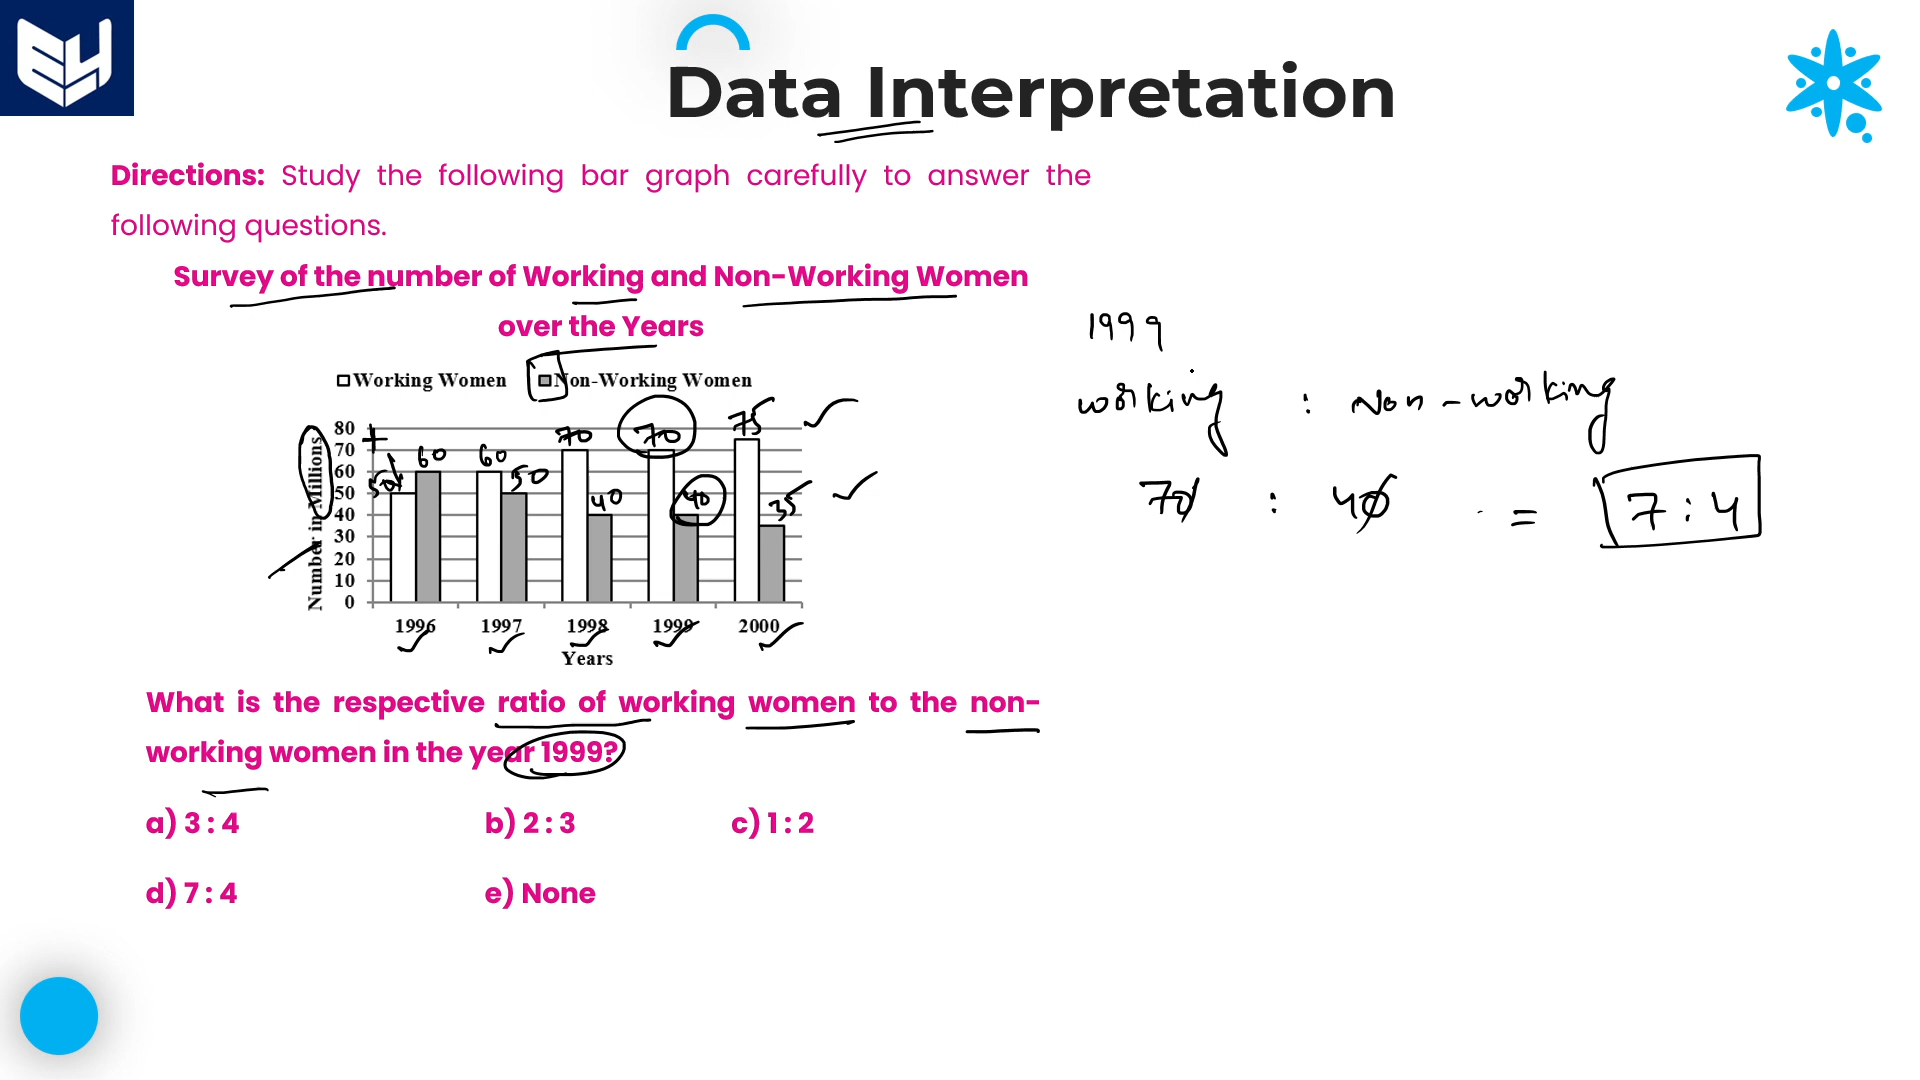 Data Interpretation
Directions: Study the following bar graph carefully to answer the
following questions.
Survey of the number of Working and Non-Working Women
over the Years
Working Women Non-Working Women
Number in Millions
80
70
60
50
40
30
20
10
0
50 60 60 50 70 40 70 40 75 35
1996 1997 1998 1999 2000
Years
1999
working : Non-working
70 : 40 = 7:4
What is the respective ratio of working women to the non-
working women in the year 1999?
a) 3 : 4 b) 2 : 3 c) 1 : 2
d) 7 : 4 e) None